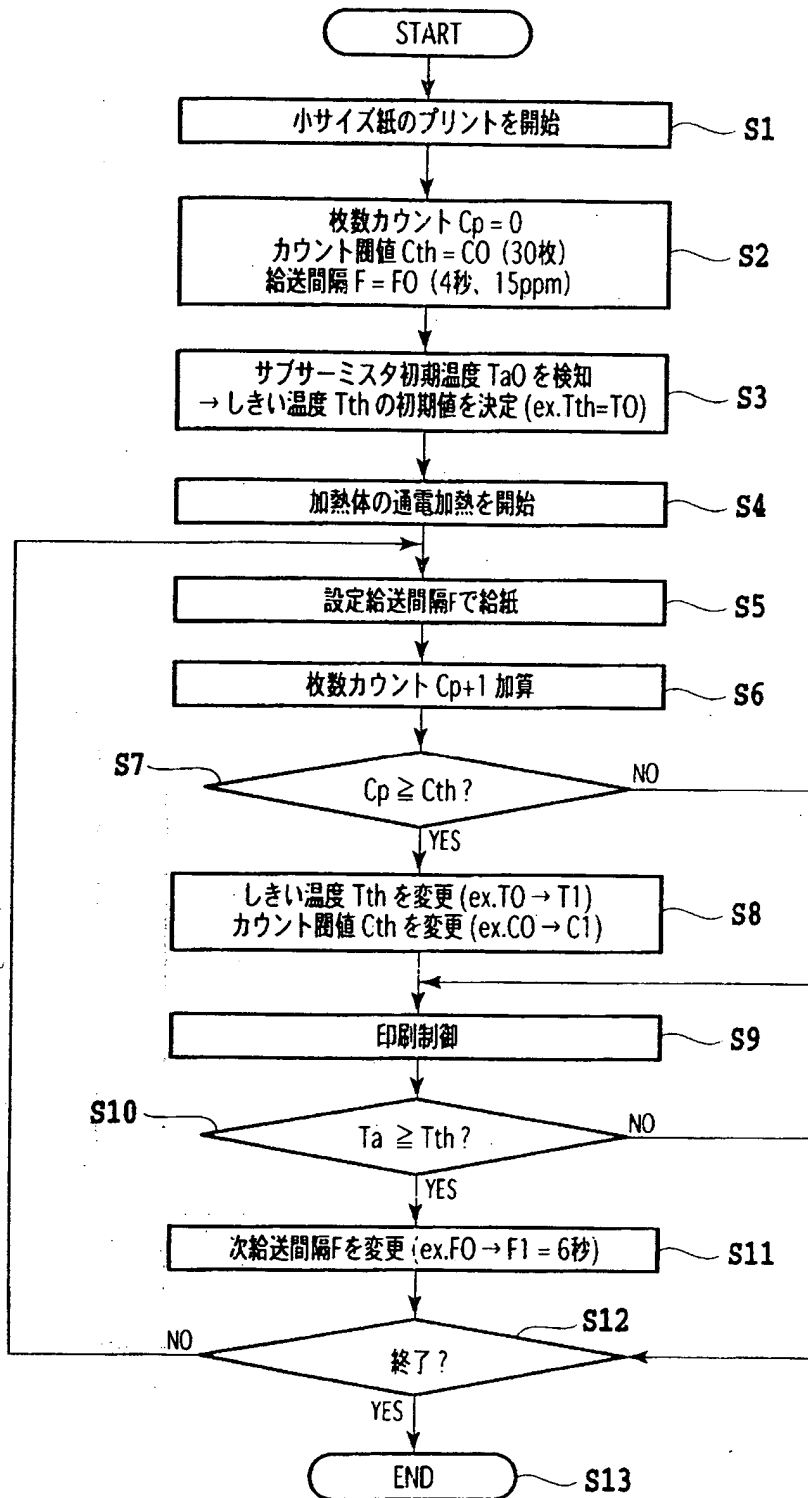 START
小サイズ紙のプリントを開始
S1
枚数カウント Cp = 0
カウント閾値 Cth = C0 (30枚)
給送間隔 F = F0 (4秒、15ppm)
S2
サブサーミスタ初期温度 Ta0 を検知
→ しきい温度 Tth の初期値を決定 (ex.Tth=T0)
S3
加熱体の通電加熱を開始
S4
設定給送間隔Fで給紙
S5
枚数カウント Cp+1 加算
S6
S7
Cp ≧ Cth ?
NO
YES
しきい温度 Tth を変更 (ex.T0 → T1)
カウント閾値 Cth を変更 (ex.C0 → C1)
S8
印刷制御
S9
S10
Ta ≧ Tth ?
NO
YES
次給送間隔Fを変更 (ex.F0 → F1 = 6秒)
S11
S12
NO
終了 ?
YES
END
S13